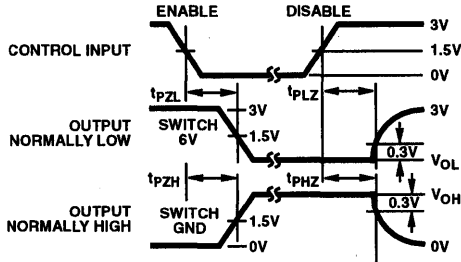 ENABLE DISABLE
3V
CONTROL INPUT 1.5V
0V
tPZL tPLZ
3V 3V
OUTPUT NORMALLY LOW
SWITCH 6V
1.5V
0.3V
VOL
tPZH tPHZ
VOH
OUTPUT NORMALLY HIGH
SWITCH GND
0.3V
1.5V
0V 0V